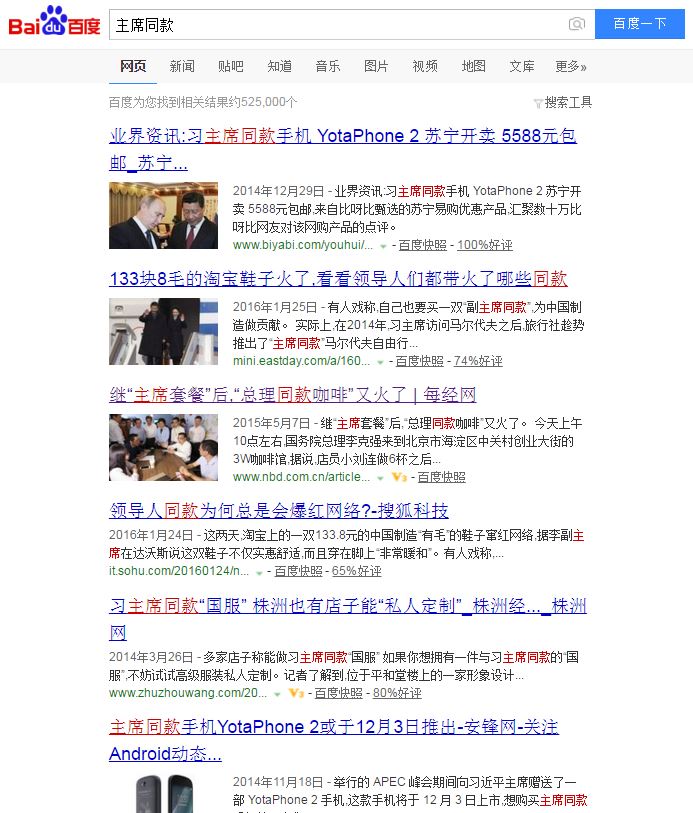 Bai du 百度
主席同款
百度一下
网页 新闻 贴吧 知道 音乐 图片 视频 地图 文库 更多»
百度为您找到相关结果约525,000个
搜索工具
业界资讯:习主席同款手机 YotaPhone 2 苏宁开卖 5588元包
邮_苏宁...
2014年12月29日 - 业界资讯:习主席同款手机 YotaPhone 2 苏宁开
卖 5588元包邮,来自比呀比甄选的苏宁易购优惠产品,汇聚数十万比
呀比网友对该网购产品的点评。
www.biyabi.com/youhui/... - 百度快照 - 100%好评
133块8毛的淘宝鞋子火了,看看领导人们都带火了哪些同款
2016年1月25日 - 有人戏称,自己也要买一双“副主席同款”,为中国制
造做贡献。 实际上,在2014年,习主席访问马尔代夫之后,旅行社趁势
推出了“主席同款”马尔代夫自由行...
mini.eastday.com/a/160... - 百度快照 - 74%好评
继“主席套餐”后,“总理同款咖啡”又火了 | 每经网
2015年5月7日 - 继“主席套餐”后,“总理同款咖啡”又火了。 今天上午
10点左右,国务院总理李克强来到北京市海淀区中关村创业大街的
3W咖啡馆,据说,店员小刘连做6杯之后...
www.nbd.com.cn/article... V3 - 百度快照
领导人同款为何总是会爆红网络?-搜狐科技
2016年1月24日 - 这两天,淘宝上的一双133.8元的中国制造“有毛”的鞋子窜红网络,据李副主
席在达沃斯说这双鞋子不仅实惠舒适,而且穿在脚上“非常暖和”。有人戏称,...
it.sohu.com/20160124/n... - 百度快照 - 65%好评
习主席同款“国服” 株洲也有店子能“私人定制”_株洲经..._株洲
网
2014年3月26日 - 多家店子称能做习主席同款“国服” 如果你想拥有一件与习主席同款的“国
服”,不妨试试高级服装私人定制。记者了解到,位于平和堂楼上的一家形象设计...
www.zhuzhouwang.com/20... V3 - 百度快照 - 80%好评
主席同款手机YotaPhone 2或于12月3日推出-安锋网-关注
Android动态...
2014年11月18日 - 举行的 APEC 峰会期间向习近平主席赠送了一
部 YotaPhone 2 手机,这款手机将于 12 月 3 日上市,想购买主席同款